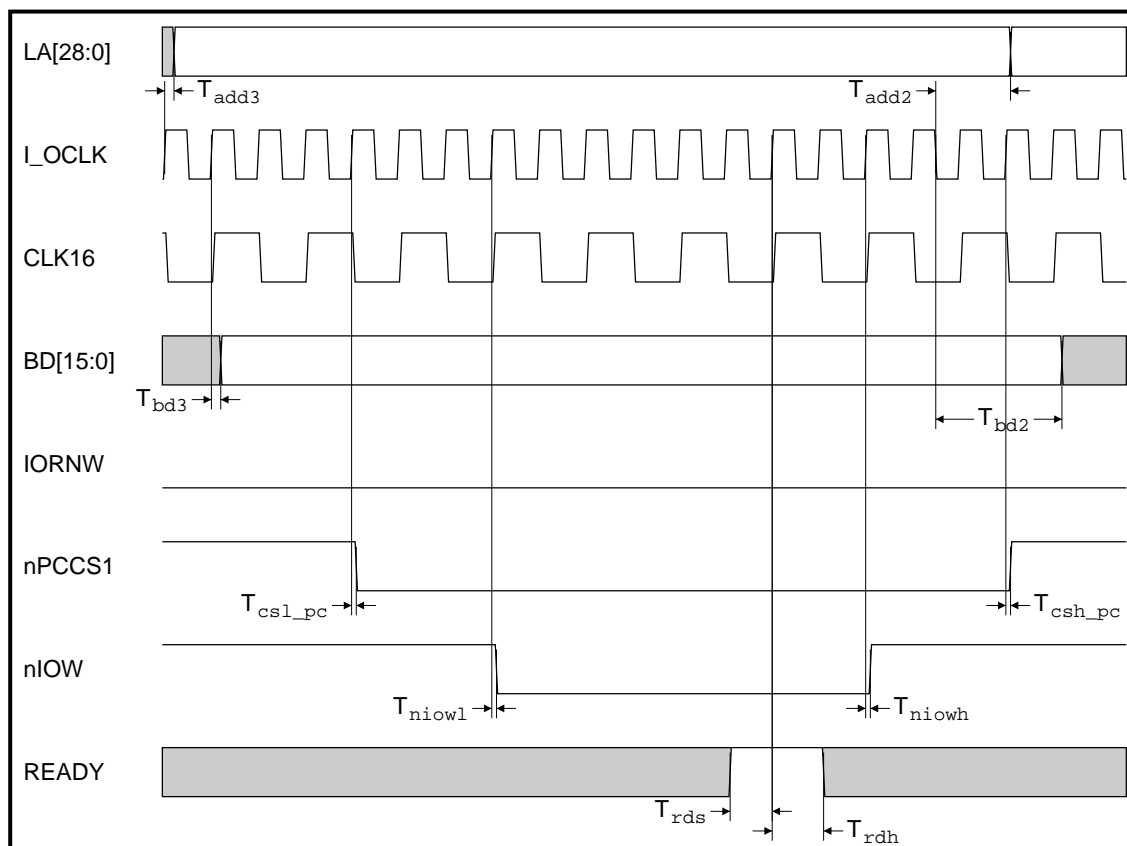 LA[28:0]
Tadd3
Tadd2
I_OCLK
CLK16
BD[15:0]
Tbd3
Tbd2
IORNW
nPCCS1
Tcsl_pc
Tcsh_pc
nIOW
Tniowl
Tniowh
READY
Trds
Trdh